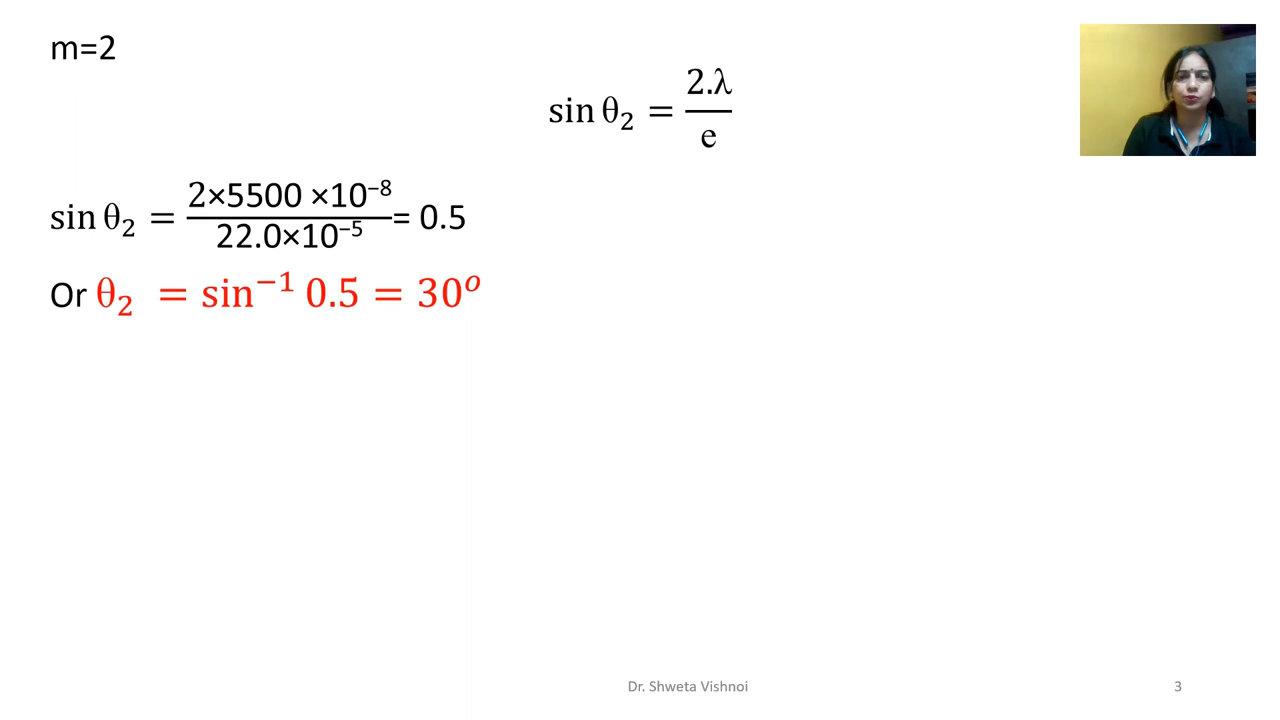 m=2
sin θ₂ = 2.λ / e
sin θ₂ = 2×5500 ×10⁻⁸ / 22.0×10⁻⁵ = 0.5
Or θ₂ = sin⁻¹ 0.5 = 30ᵒ
Dr. Shweta Vishnoi 3